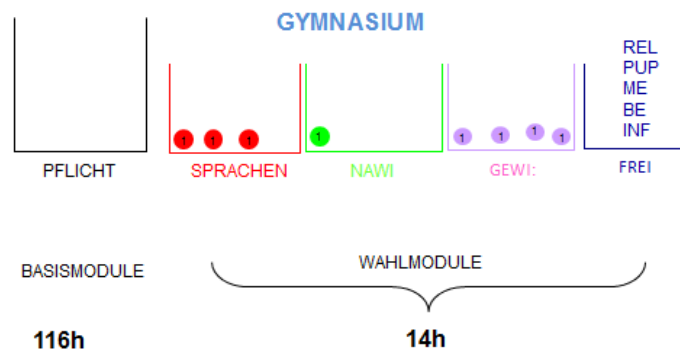 GYMNASIUM
REL
PUP
ME
BE
INF
1 1 1 1 1 1 1 1
PFLICHT SPRACHEN NAWI GEWI: FREI
BASISMODULE WAHLMODULE
116h 14h